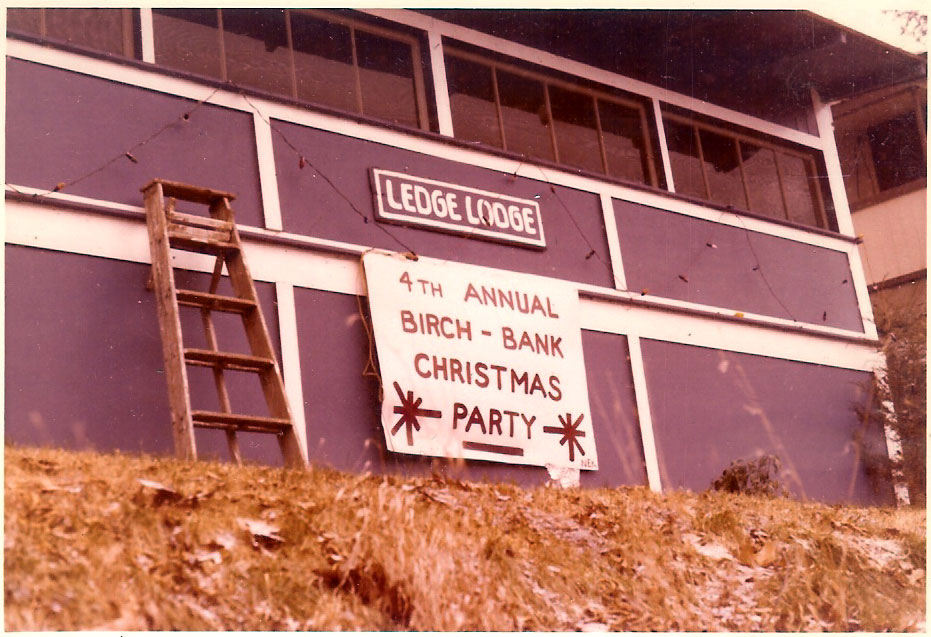 LEDGE LODGE
4TH ANNUAL
BIRCH - BANK
CHRISTMAS
PARTY